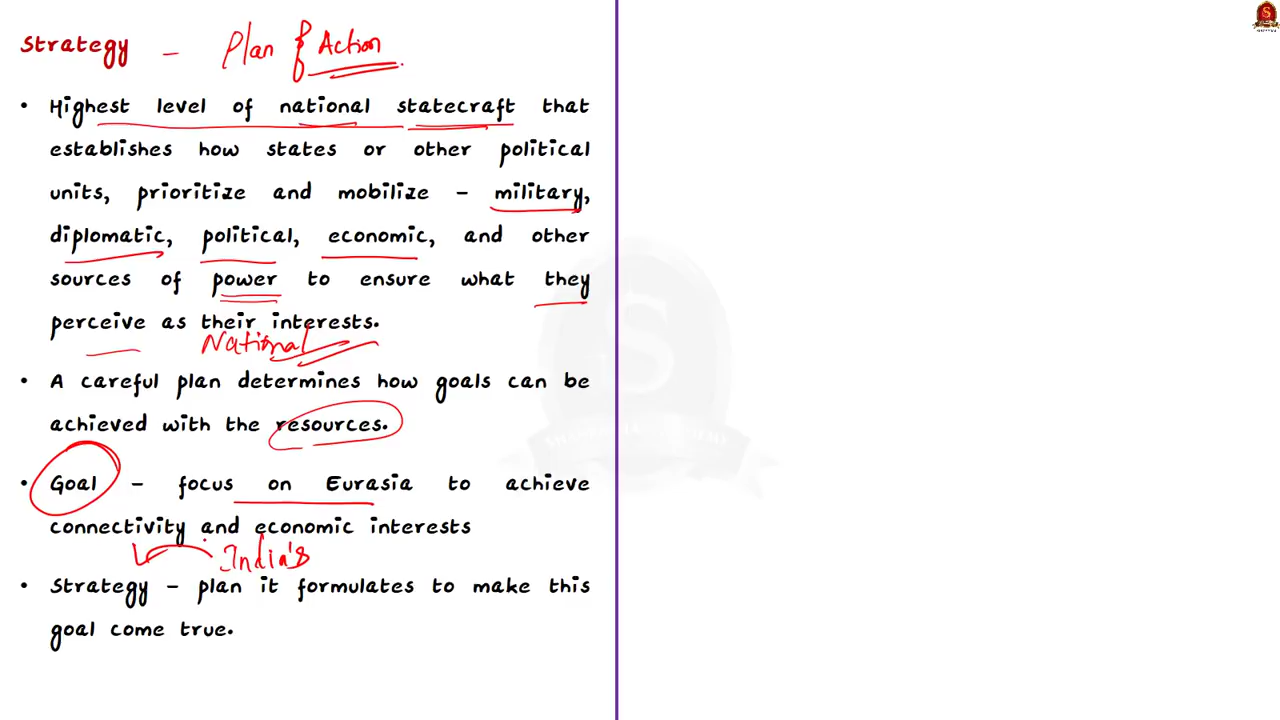 Strategy – Plan & Action
• Highest level of national statecraft that
establishes how states or other political
units, prioritize and mobilize – military,
diplomatic, political, economic, and other
sources of power to ensure what they
perceive as their interests.
National
• A careful plan determines how goals can be
achieved with the resources.
• Goal – focus on Eurasia to achieve
connectivity and economic interests
India's
• Strategy – plan it formulates to make this
goal come true.